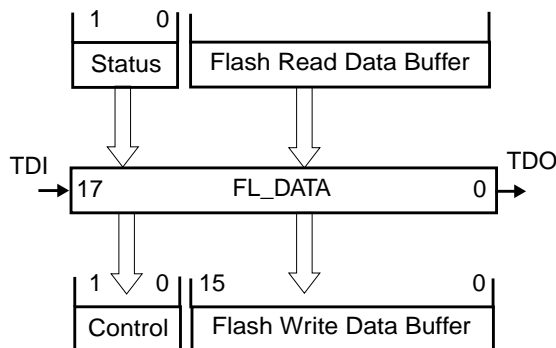 1 0
Status Flash Read Data Buffer
TDI TDO
17 FL_DATA 0
1 0 15 0
Control Flash Write Data Buffer